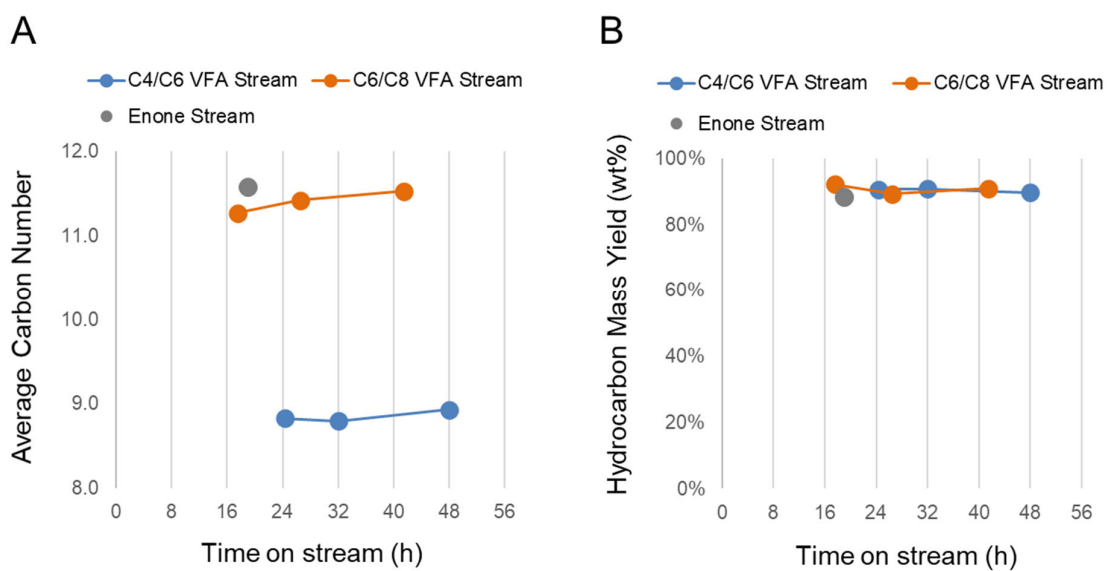 A
C4/C6 VFA Stream
C6/C8 VFA Stream
Enone Stream
Average Carbon Number
12.0
11.0
10.0
9.0
8.0
0 8 16 24 32 40 48 56
Time on stream (h)
B
C4/C6 VFA Stream
C6/C8 VFA Stream
Enone Stream
Hydrocarbon Mass Yield (wt%)
100%
80%
60%
40%
20%
0%
0 8 16 24 32 40 48 56
Time on stream (h)